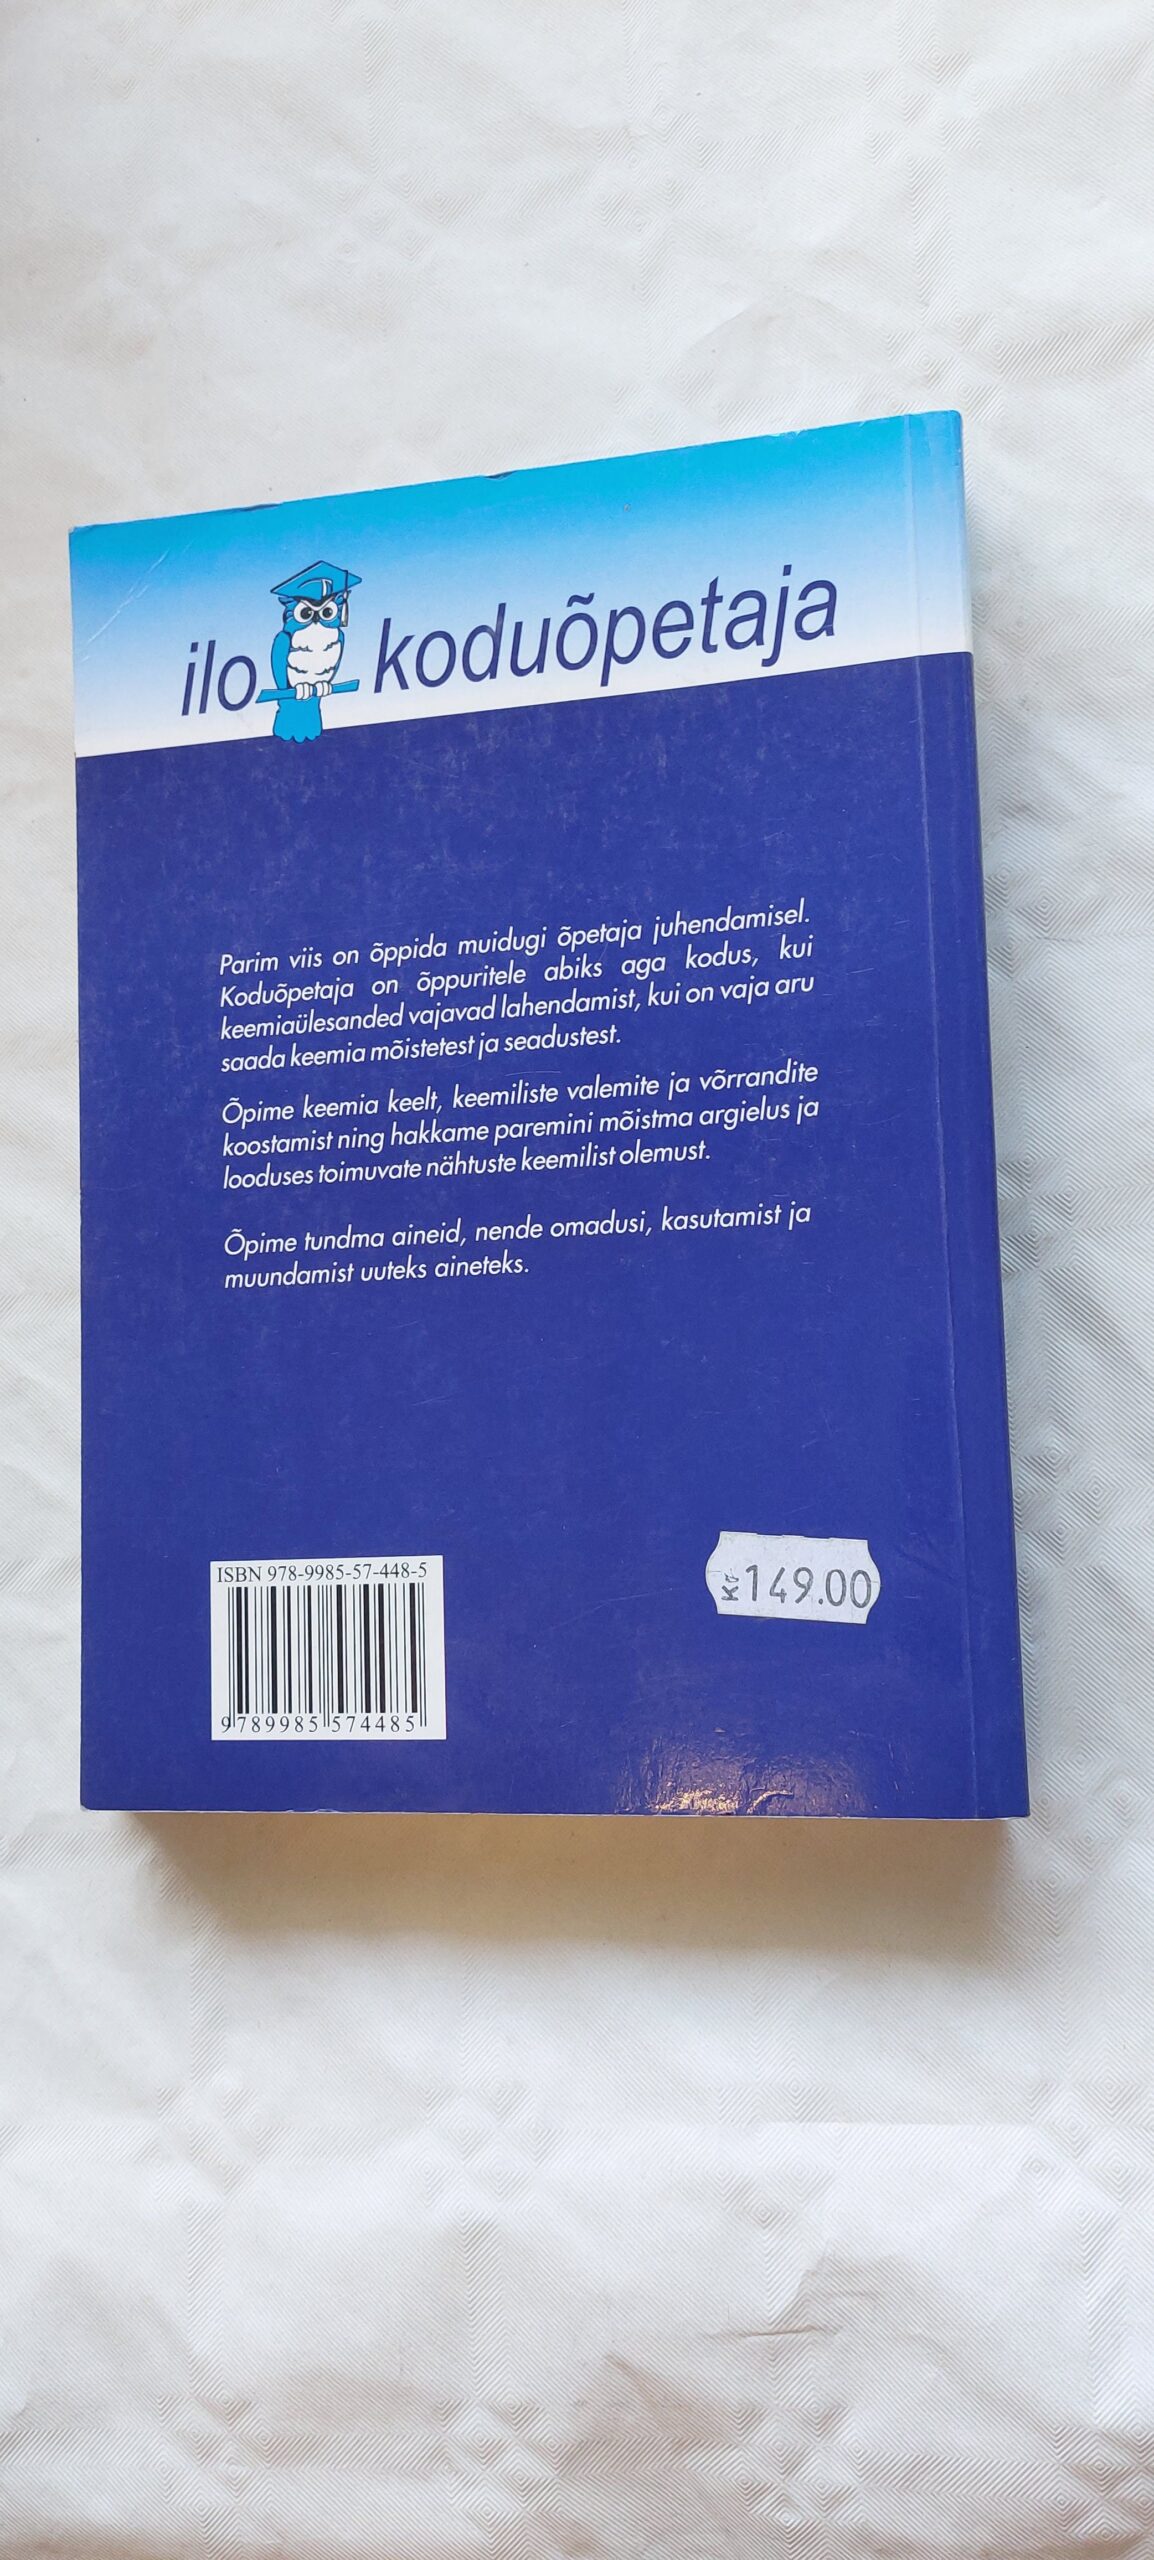 ilo koduõpetaja
Parim viis on õppida muidugi õpetaja juhendamisel.
Koduõpetaja on õppuritele abiks aga kodus, kui
keemiaülesanded vajavad lahendamist, kui on vaja aru
saada keemia mõistetest ja seadustest.
Õpime keemia keelt, keemiliste valemite ja võrrandite
koostamist ning hakkame paremini mõistma argielus ja
looduses toimuvate nähtuste keemilist olemust.
Õpime tundma aineid, nende omadusi, kasutamist ja
muundamist uuteks aineteks.
ISBN 978-9985-57-448-5
9 789985 574485
149.00